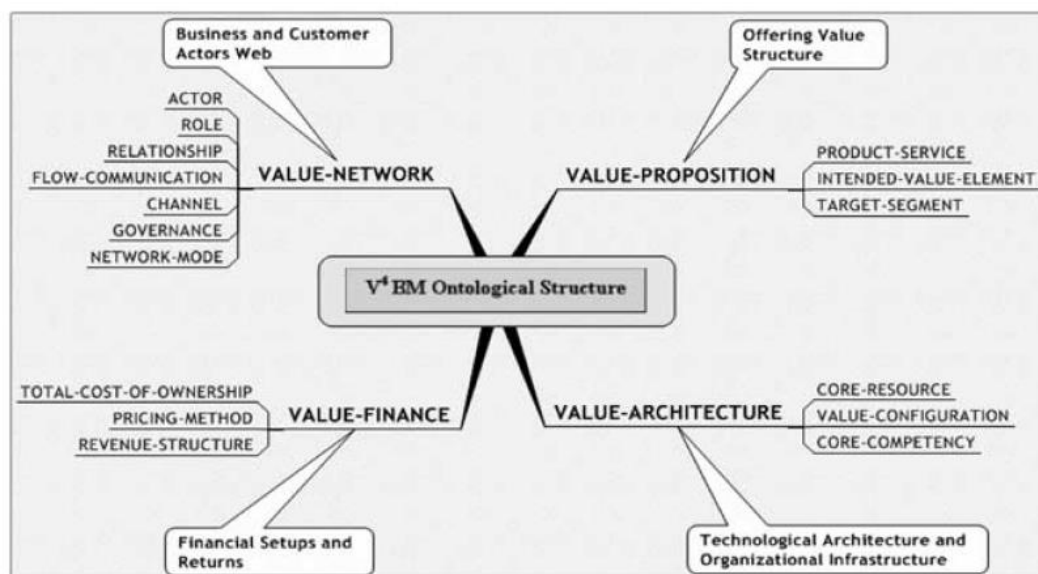 Business and Customer
Actors Web
Offering Value
Structure
ACTOR
ROLE
RELATIONSHIP
FLOW-COMMUNICATION
CHANNEL
GOVERNANCE
NETWORK-MODE
VALUE-NETWORK
VALUE-PROPOSITION
PRODUCT-SERVICE
INTENDED-VALUE-ELEMENT
TARGET-SEGMENT
V⁴ BM Ontological Structure
TOTAL-COST-OF-OWNERSHIP
PRICING-METHOD
REVENUE-STRUCTURE
VALUE-FINANCE
VALUE-ARCHITECTURE
CORE-RESOURCE
VALUE-CONFIGURATION
CORE-COMPETENCY
Financial Setups and
Returns
Technological Architecture and
Organizational Infrastructure